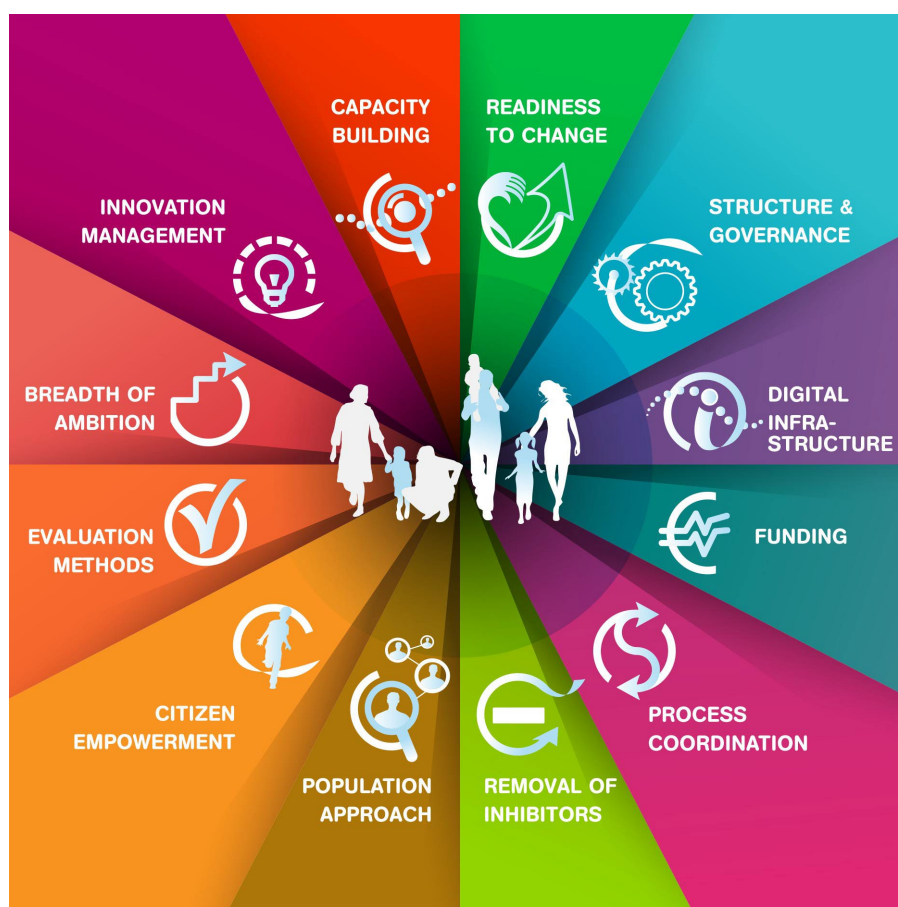 CAPACITY
BUILDING
READINESS
TO CHANGE
STRUCTURE &
GOVERNANCE
DIGITAL
INFRA-
STRUCTURE
FUNDING
PROCESS
COORDINATION
REMOVAL OF
INHIBITORS
POPULATION
APPROACH
CITIZEN
EMPOWERMENT
EVALUATION
METHODS
BREADTH OF
AMBITION
INNOVATION
MANAGEMENT